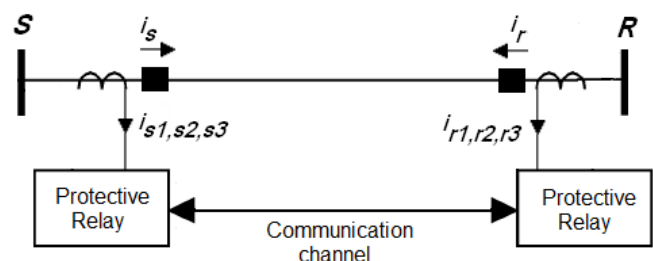 S
i_s
i_r
R
i_s1,s2,s3
i_r1,r2,r3
Protective
Relay
Protective
Relay
Communication
channel